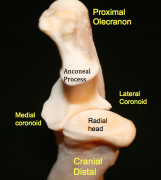 Proximal
Olecranon
Anconeal
Process
Lateral
Coronoid
Medial
coronoid
Radial
head
Cranial
Distal